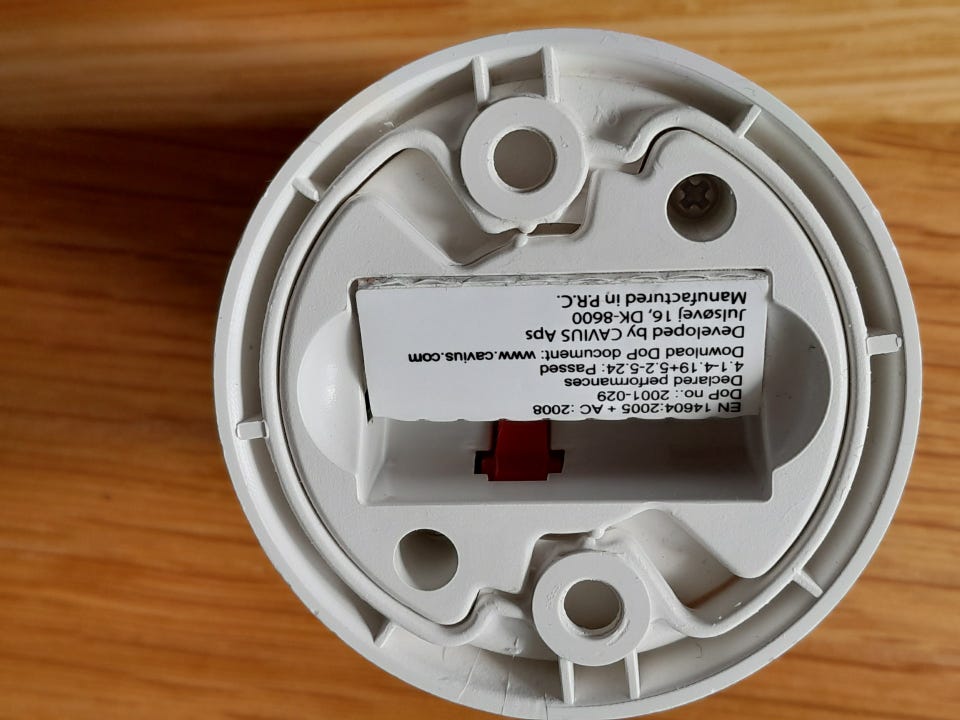 EN 14604:2005 + AC :2008
DoP no.: 2001-029
Declared performances
4.1-4.19+5.2-5.24: Passed
Download DoP document: www.cavius.com
Developed by CAVIUS Aps
Julsøvej 16, DK-8600
Manufactured in P.R.C.